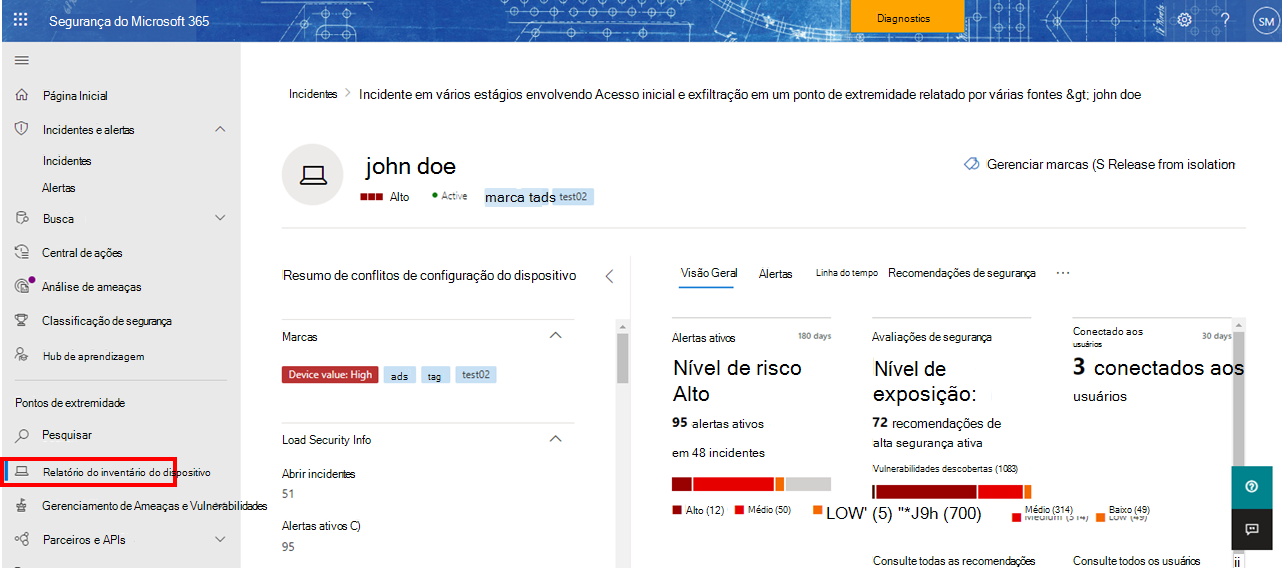 Segurança do Microsoft 365
Diagnostics
?
SM
Página Inicial
Incidentes e alertas
Incidentes
Alertas
Busca
Central de ações
Análise de ameaças
Classificação de segurança
Hub de aprendizagem
Pontos de extremidade
Pesquisar
Relatório do inventário do dispositivo
Gerenciamento de Ameaças e Vulnerabilidades
Parceiros e APIs
Incidentes > Incidente em vários estágios envolvendo Acesso inicial e exfiltração em um ponto de extremidade relatado por várias fontes &gt; john doe
john doe
Alto
Active
marca tads test02
Gerenciar marcas (S Release from isolation
Resumo de conflitos de configuração do dispositivo
Marcas
Device value: High
ads
tag
test02
Load Security Info
Abrir incidentes
51
Alertas ativos C)
95
Visão Geral
Alertas
Linha do tempo
Recomendações de segurança
...
Alertas ativos
180 days
Nível de risco
Alto
95 alertas ativos
em 48 incidentes
Alto (12)
Médio (50)
LOW' (5) "*J9h (700)
Avaliações de segurança
Nível de
exposição:
72 recomendações de
alta segurança ativa
Vulnerabilidades descobertas (1083)
Médio (314)
Medium (314)
Baixo (49)
Low (49)
Consulte todas as recomendações
Conectado aos
usuários
30 days
3 conectados aos
usuários
Consulte todos os usuários